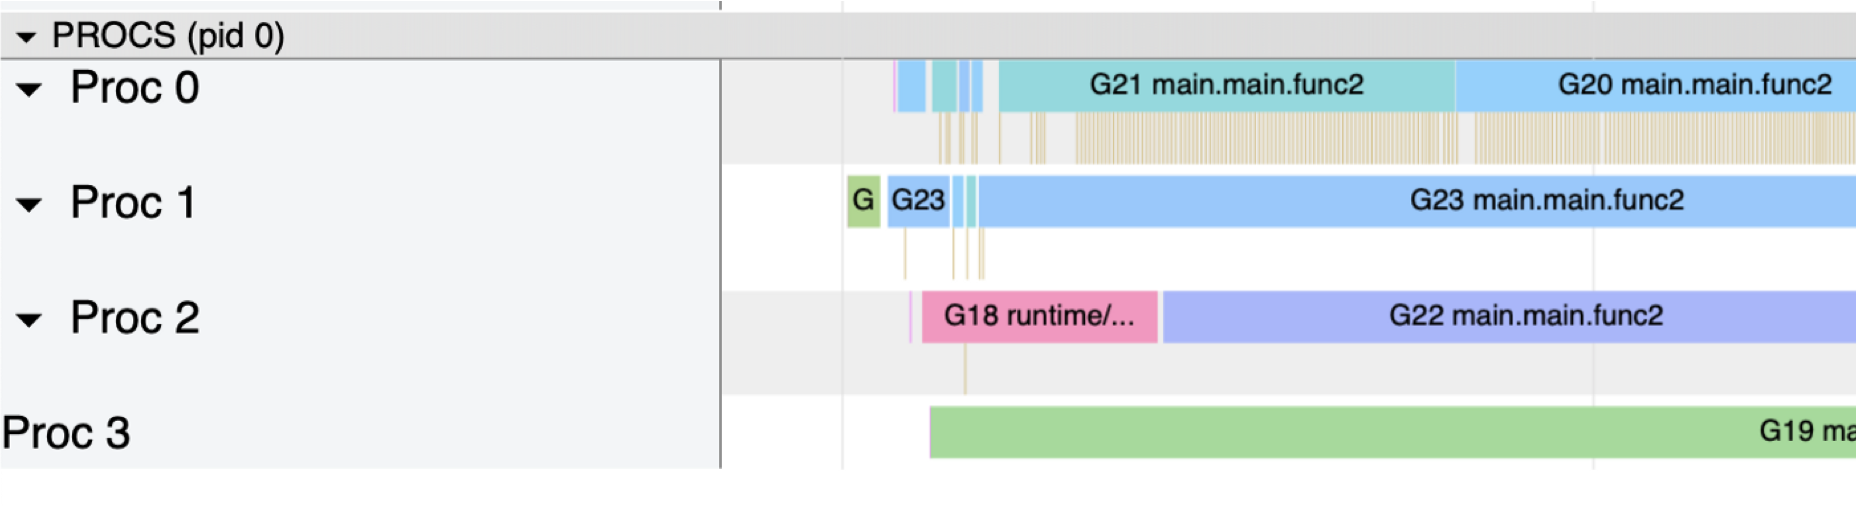 PROCS (pid 0)
Proc 0
G21 main.main.func2
G20 main.main.func2
Proc 1
G
G23
G23 main.main.func2
Proc 2
G18 runtime/...
G22 main.main.func2
Proc 3
G19 ma